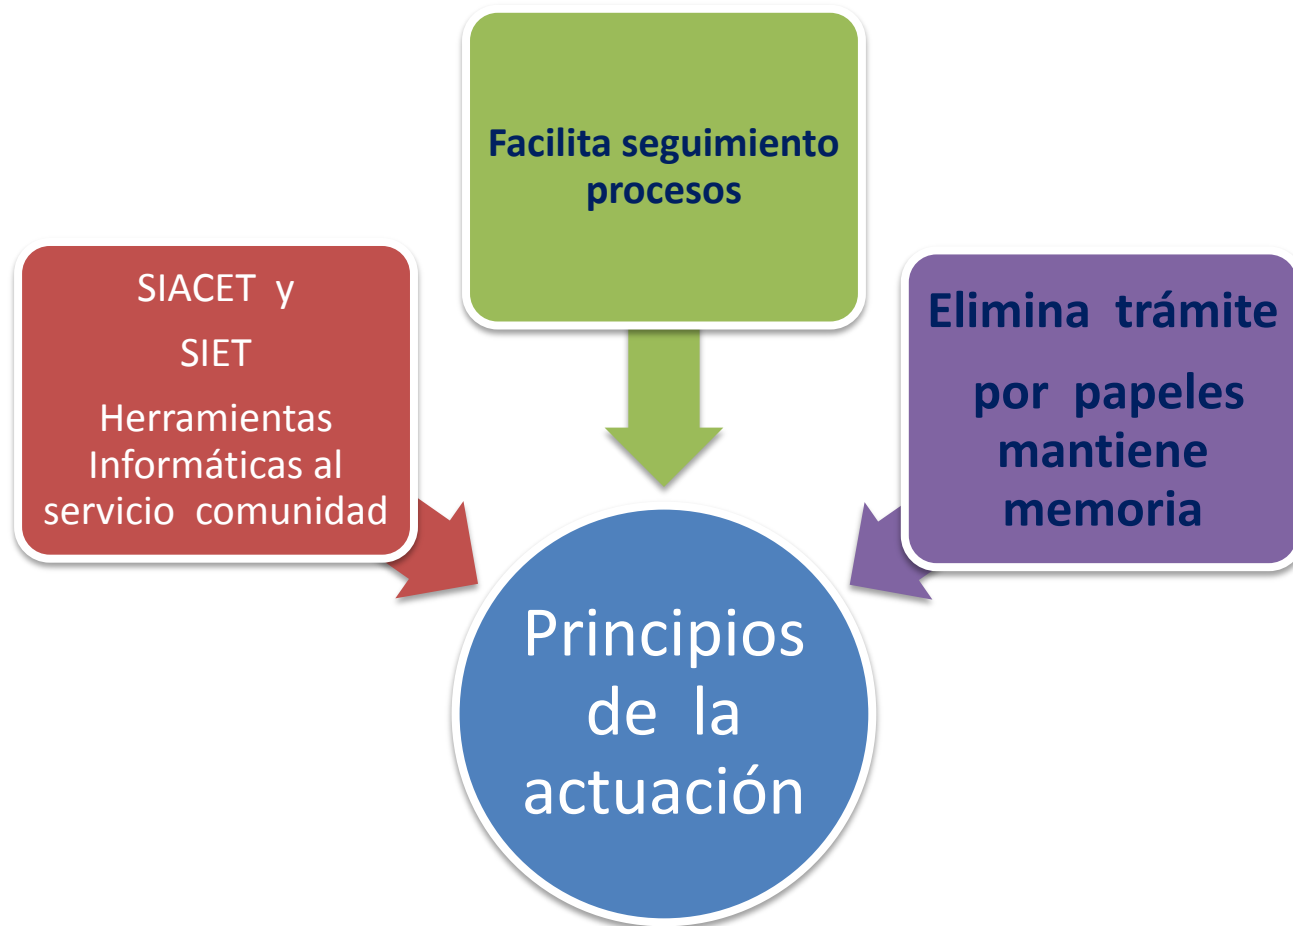 Facilita seguimiento
procesos
SIACET y
SIET
Herramientas
Informáticas al
servicio comunidad
Elimina trámite
por papeles
mantiene
memoria
Principios
de la
actuación